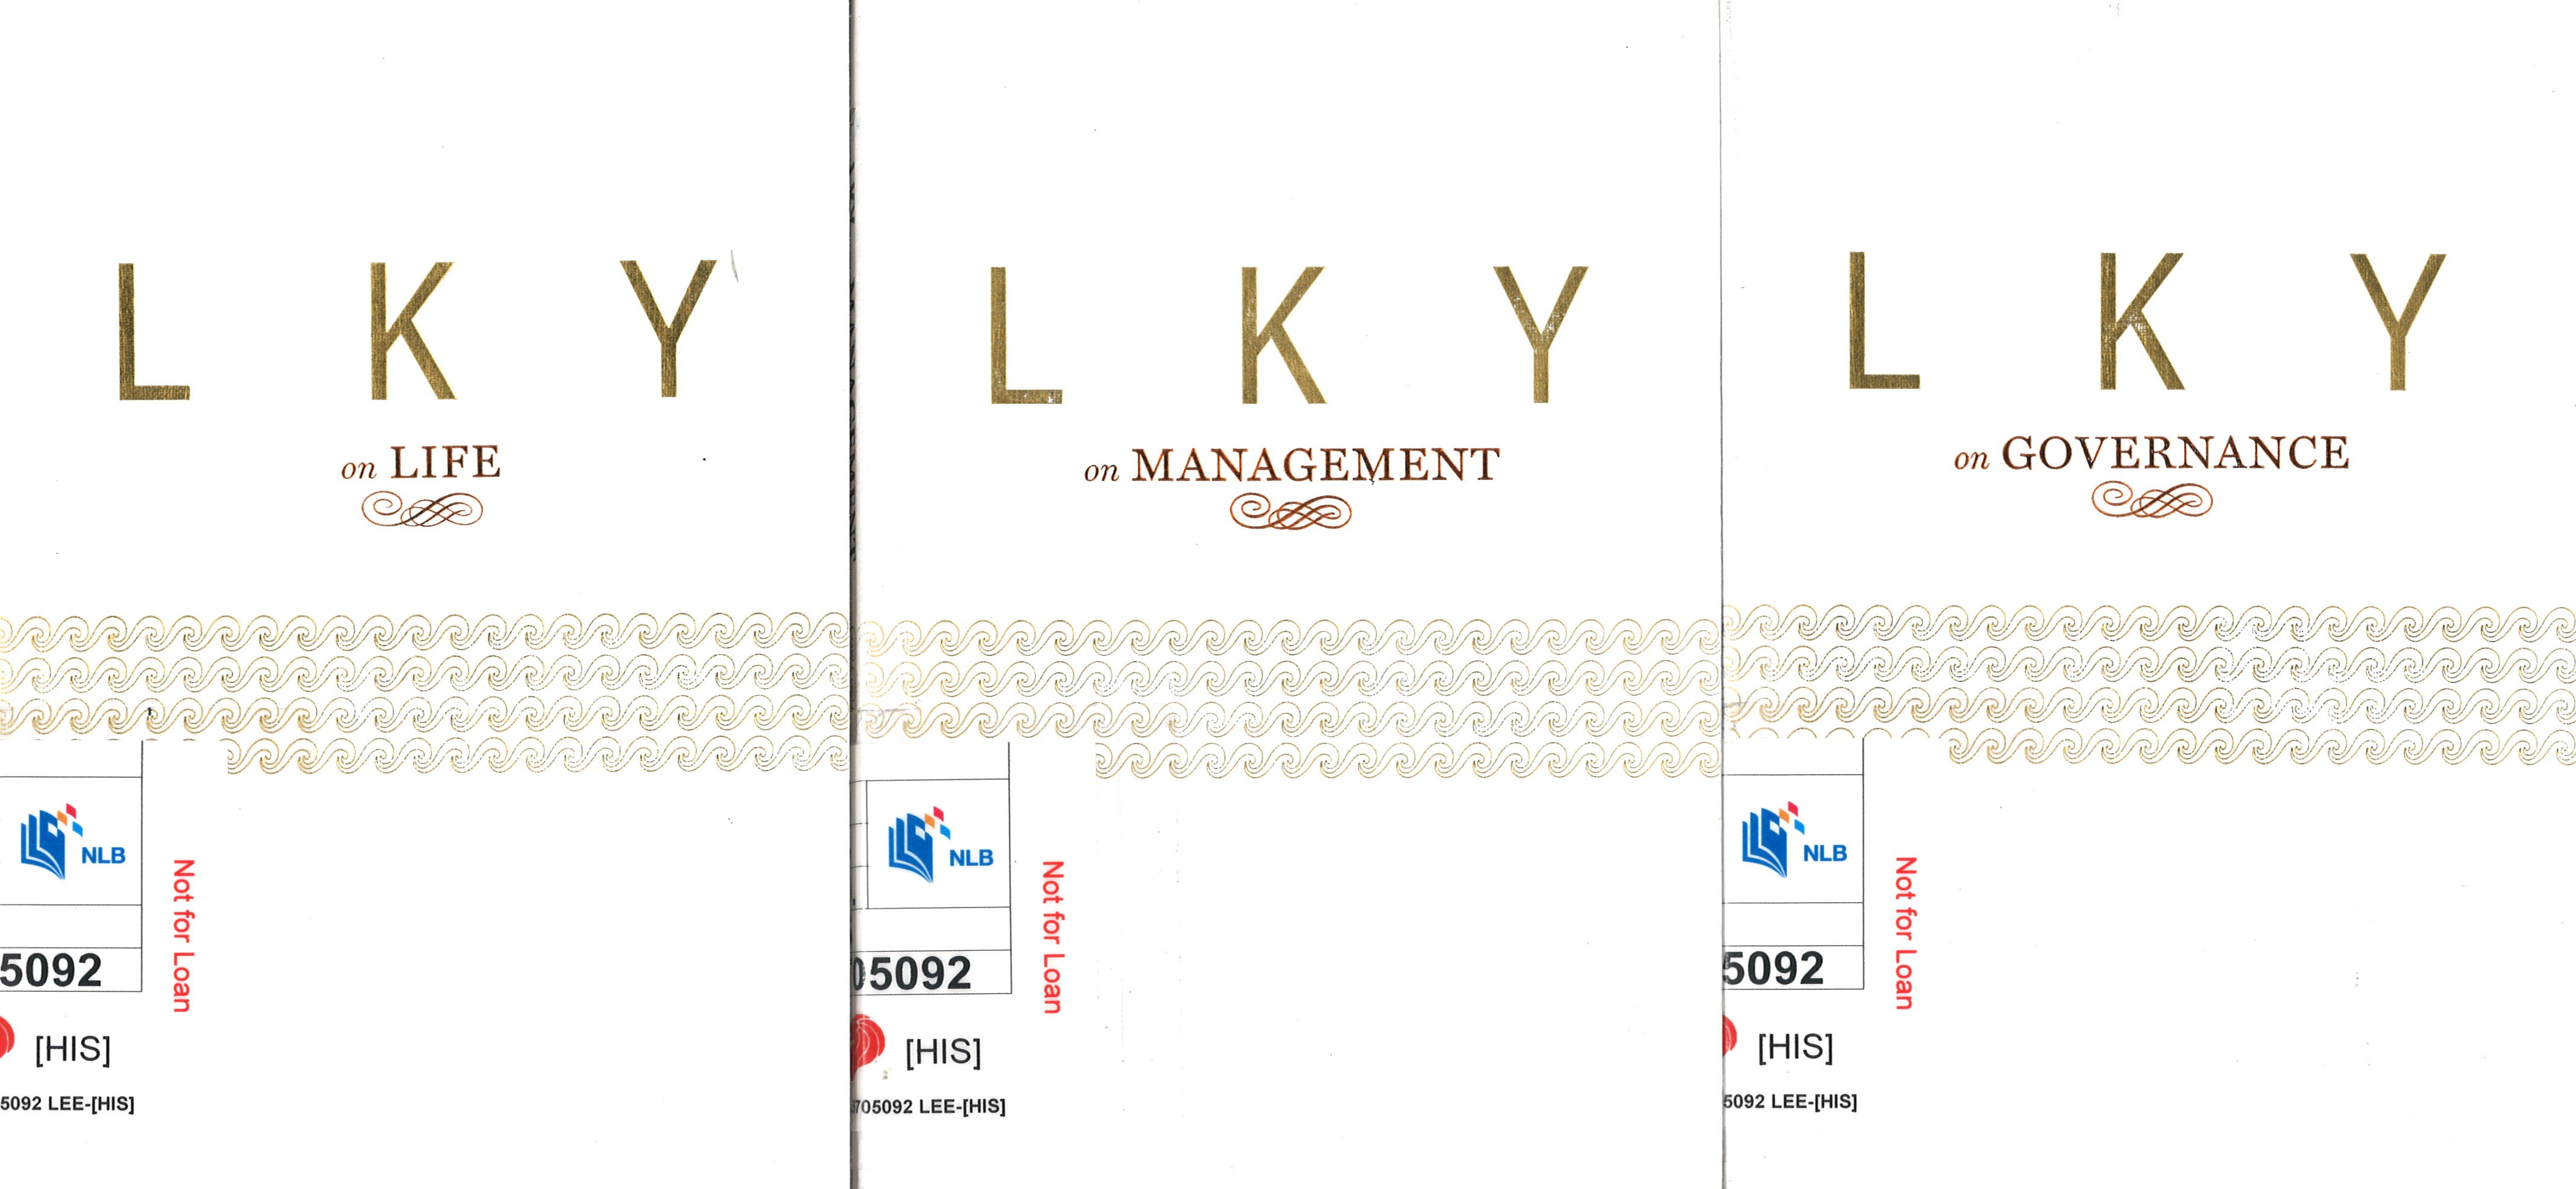 L K Y
on LIFE
NLB
Not for Loan
5092
[HIS]
5092 LEE-[HIS]
L K Y
on MANAGEMENT
NLB
Not for Loan
05092
[HIS]
705092 LEE-[HIS]
L K Y
on GOVERNANCE
NLB
Not for Loan
5092
[HIS]
5092 LEE-[HIS]